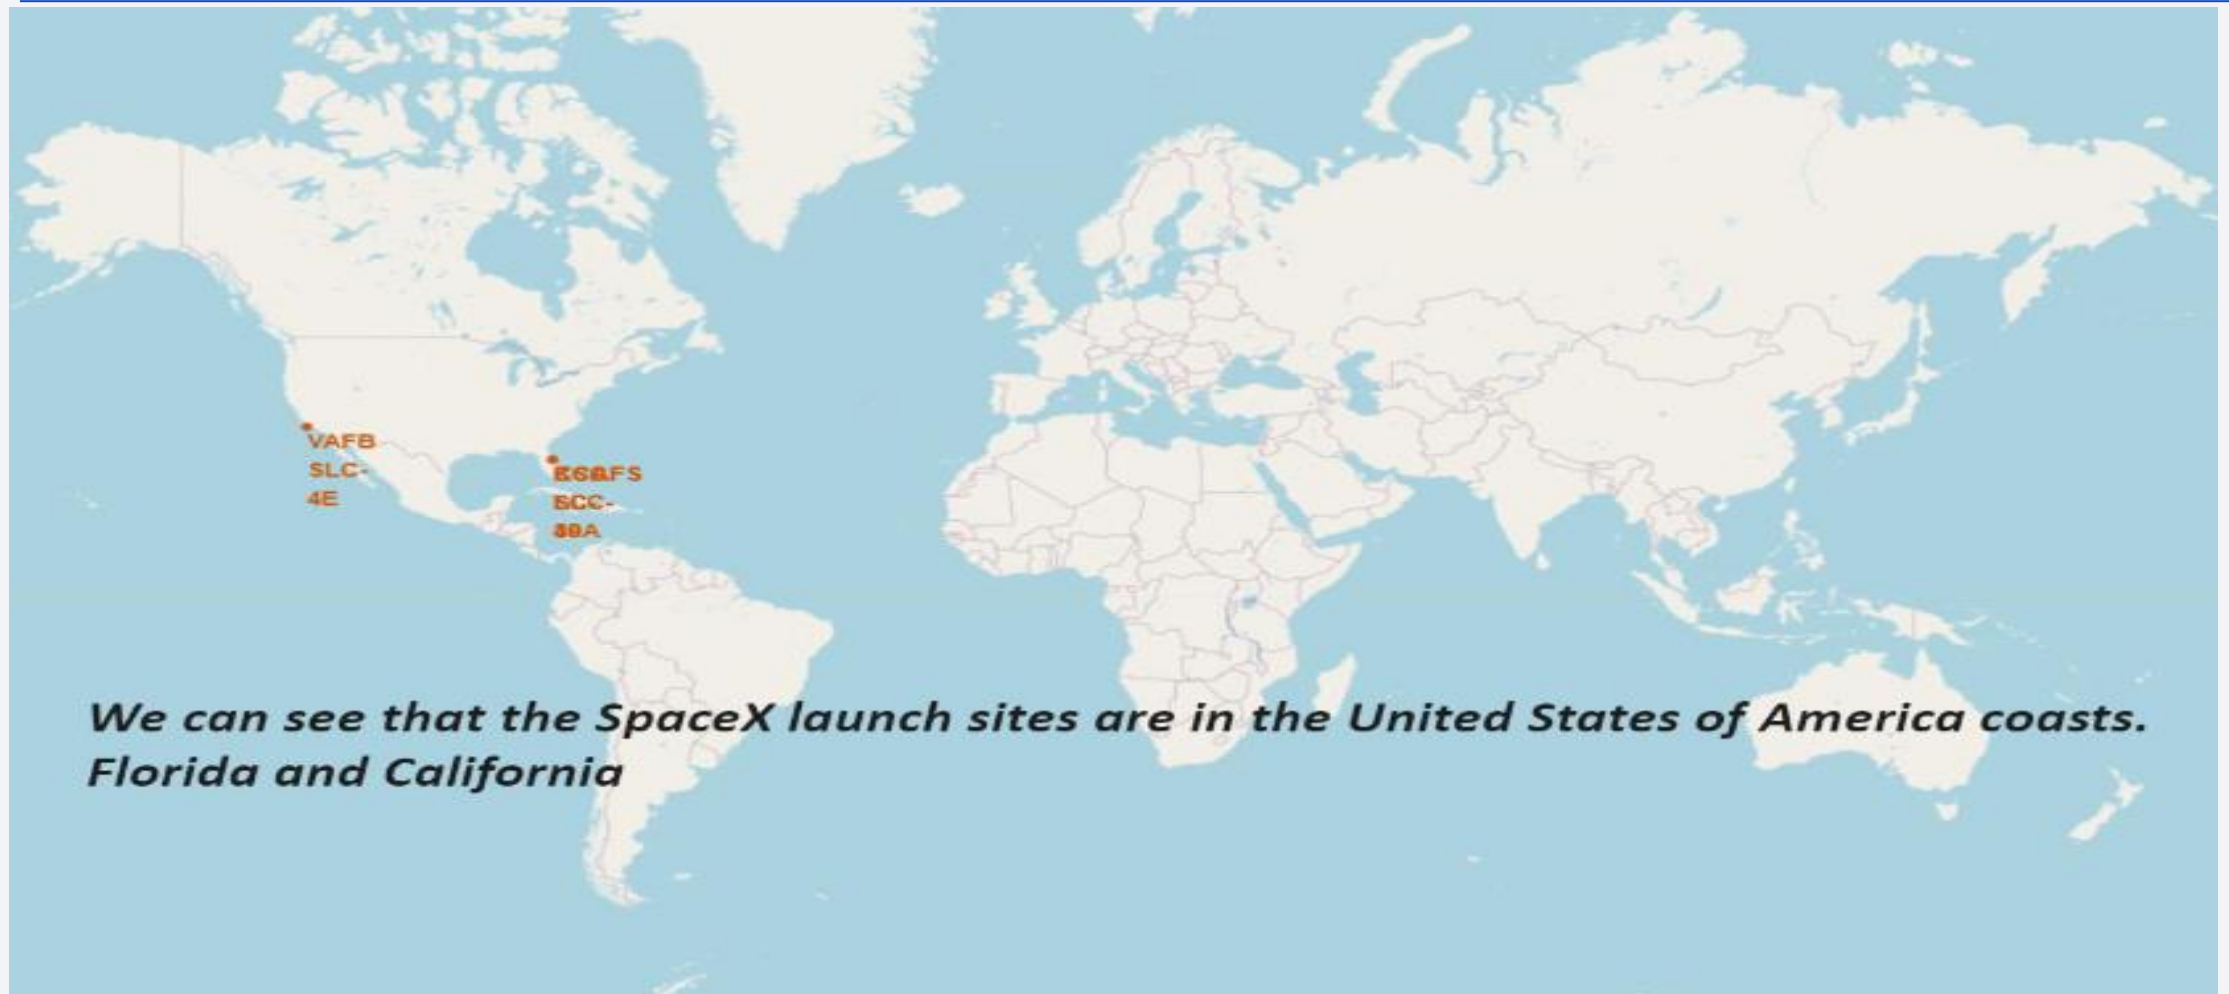 VAFB
SLC-
4E
We can see that the SpaceX launch sites are in the United States of America coasts.
Florida and California